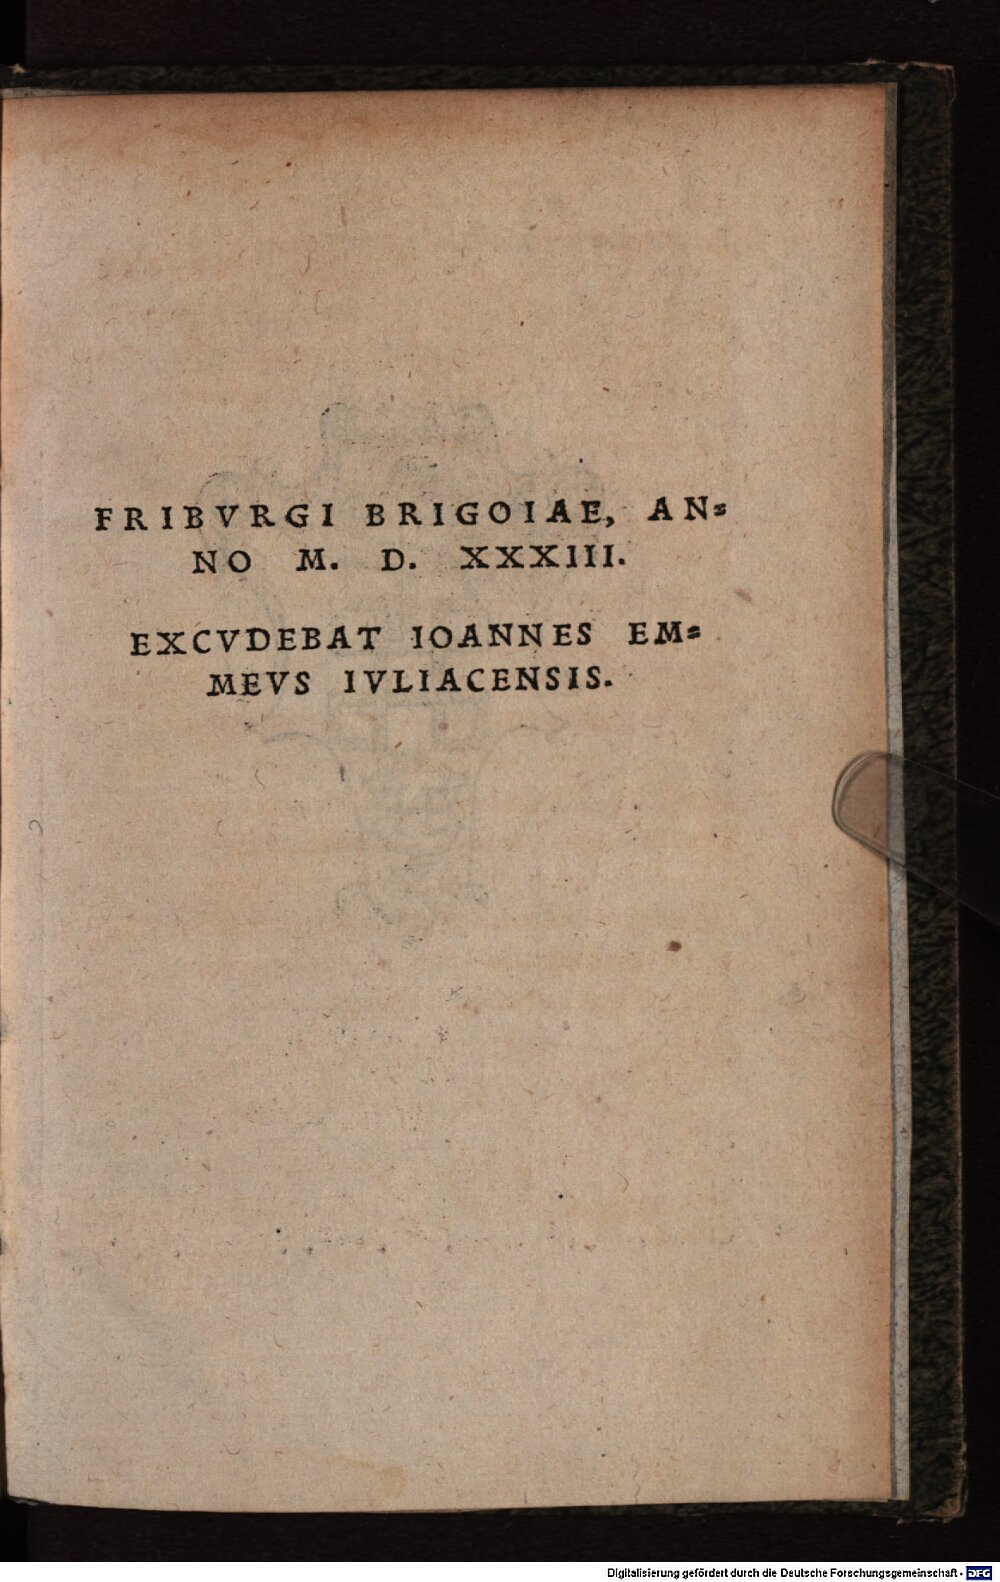 FRIBVRGI BRIGOIAE, AN⸗
NO M. D. XXXIII.
EXCVDEBAT IOANNES EM⸗
MEVS IVLIACENSIS.
Digitalisierung gefördert durch die Deutsche Forschungsgemeinschaft - DFG